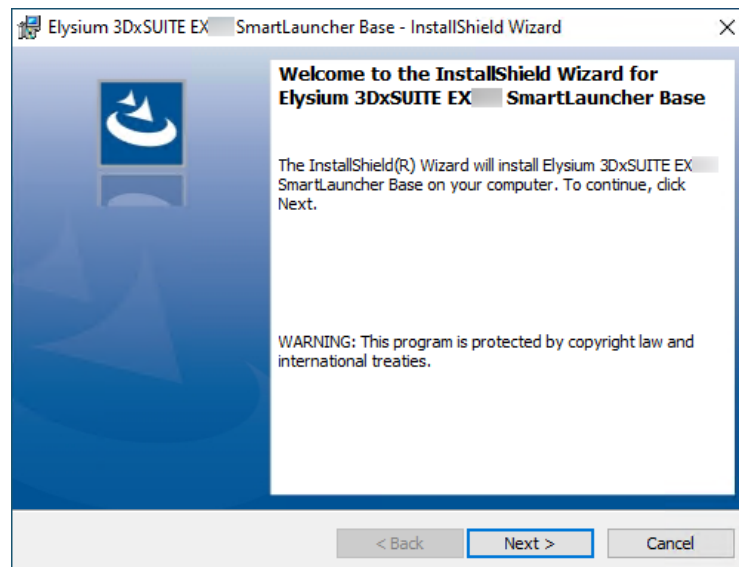 Elysium 3DxSUITE EX SmartLauncher Base - InstallShield Wizard
Welcome to the InstallShield Wizard for
Elysium 3DxSUITE EX SmartLauncher Base
The InstallShield(R) Wizard will install Elysium 3DxSUITE EX
SmartLauncher Base on your computer. To continue, click
Next.
WARNING: This program is protected by copyright law and
international treaties.
< Back
Next >
Cancel